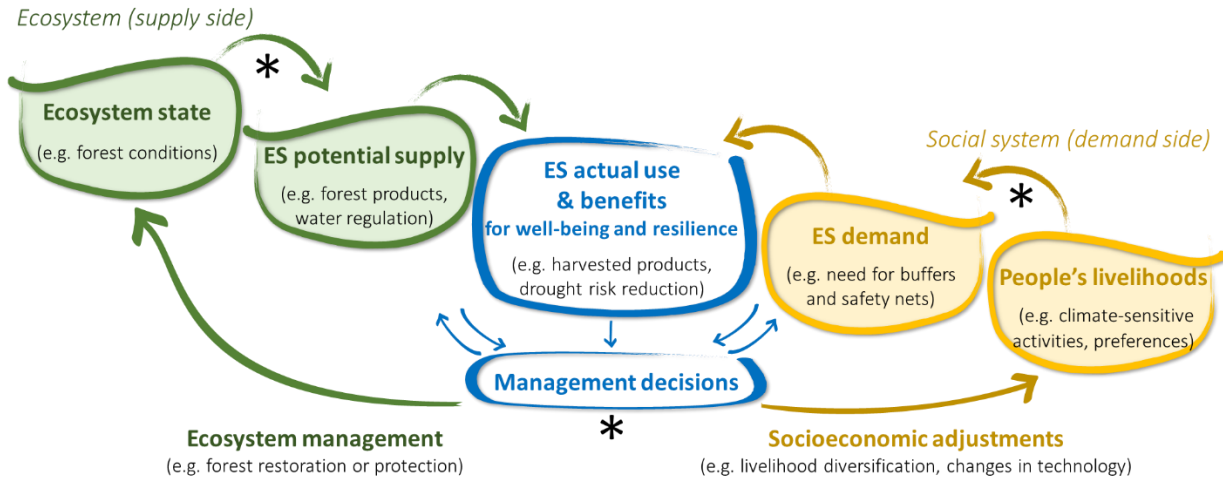 Ecosystem (supply side)
*
Ecosystem state
(e.g. forest conditions)
ES potential supply
(e.g. forest products,
water regulation)
ES actual use
& benefits
for well-being and resilience
(e.g. harvested products,
drought risk reduction)
Social system (demand side)
*
ES demand
(e.g. need for buffers
and safety nets)
People’s livelihoods
(e.g. climate-sensitive
activities, preferences)
Management decisions
*
Ecosystem management
(e.g. forest restoration or protection)
Socioeconomic adjustments
(e.g. livelihood diversification, changes in technology)